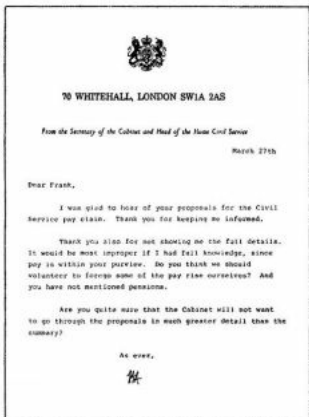 70 WHITEHALL, LONDON SW1A 2AS
From the Secretary of the Cabinet and Head of the Home Civil Service
March 27th
Dear Frank,
I was glad to hear of your proposals for the Civil
Service pay claim. Thank you for keeping me informed.
Thank you also for not showing me the full details.
It would be most improper if I had full knowledge, since
pay is within your purview. Do you think we should
volunteer to forego some of the pay rise ourselves? And
you have not mentioned pensions.
Are you quite sure that the Cabinet will not want
to go through the proposals in much greater detail than the
summary?
As ever,